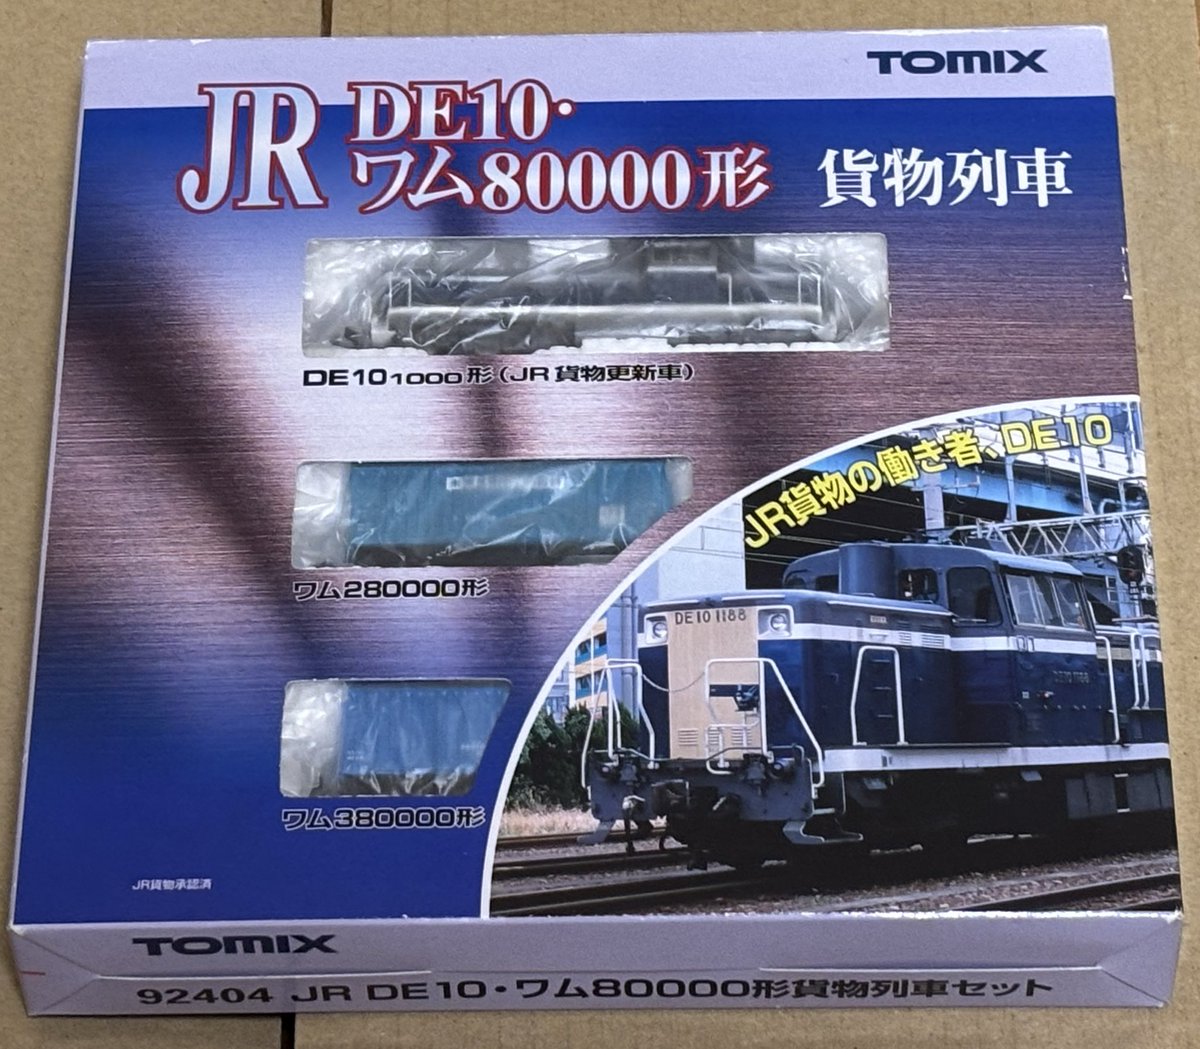 TOMIX
JR DE10・
ワム80000形 貨物列車
DE10 1000形(JR貨物更新車)
JR貨物の働き者、DE10
ワム280000形
DE10 1188
DE10 1188
ワム380000形
JR貨物承認済
TOMIX
92404 JR DE10・ワム80000形貨物列車セット